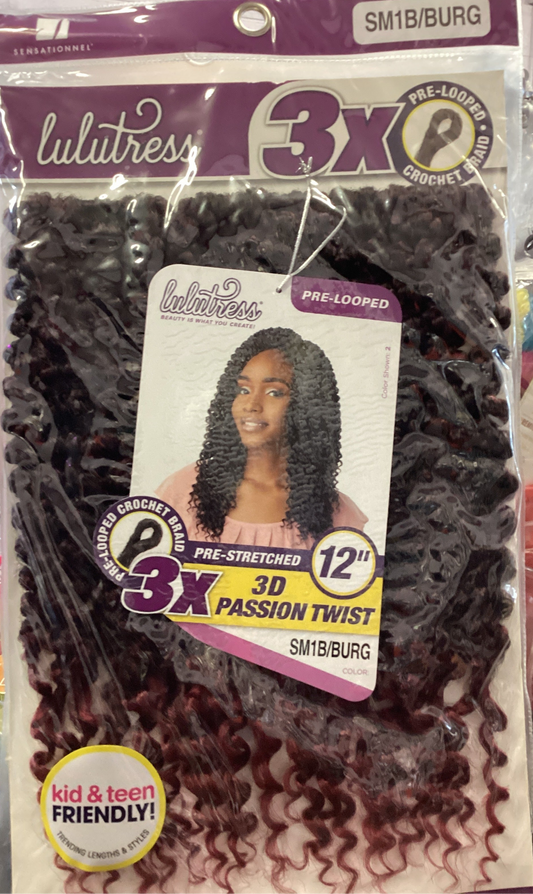 SENSATIONNEL
SM1B/BURG
lulutress
3X
PRE-LOOPED
CROCHET BRAID
lulutress
BEAUTY IS WHAT YOU CREATE!
PRE-LOOPED
Color Shown: 2
PRE-LOOPED CROCHET BRAID
PRE-STRETCHED
12"
3X
3D
PASSION TWIST
SM1B/BURG
COLOR:
kid & teen
FRIENDLY!
TRENDING LENGTHS & STYLES